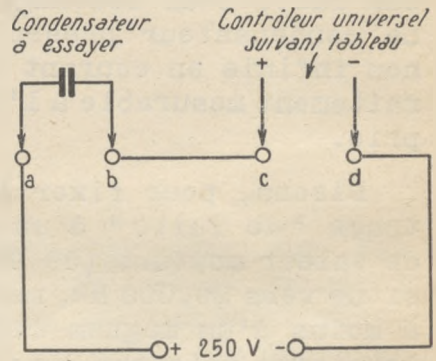 Condensateur
à essayer
Contrôleur universel
suivant tableau
+ -
a b c d
+ 250 V -